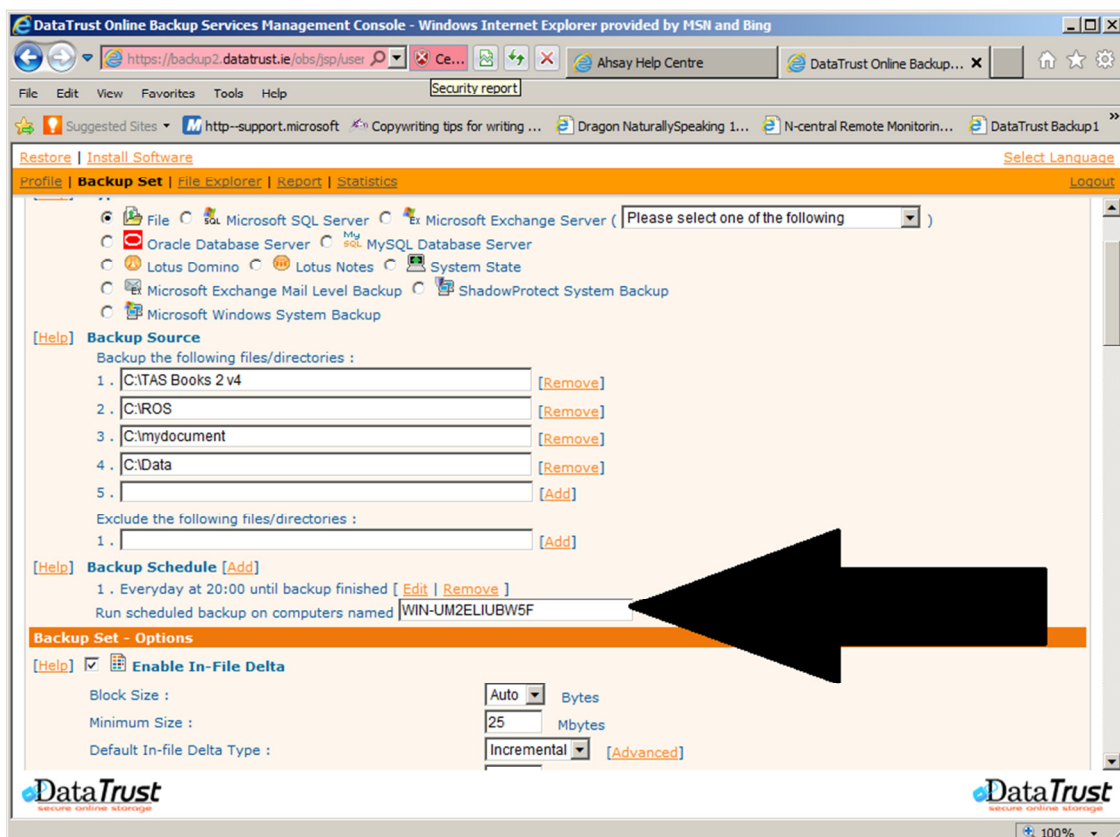 DataTrust Online Backup Services Management Console - Windows Internet Explorer provided by MSN and Bing
https://backup2.datatrust.ie/obs/jsp/user Ce... Ahsay Help Centre DataTrust Online Backup...
File Edit View Favorites Tools Help
Security report
Suggested Sites http--support.microsoft Copywriting tips for writing ... Dragon NaturallySpeaking 1... N-central Remote Monitorin... DataTrust Backup1 »
Restore | Install Software Select Language
Profile | Backup Set | File Explorer | Report | Statistics Logout
File Microsoft SQL Server Microsoft Exchange Server ( Please select one of the following )
Oracle Database Server MySQL Database Server
Lotus Domino Lotus Notes System State
Microsoft Exchange Mail Level Backup ShadowProtect System Backup
Microsoft Windows System Backup
[Help] Backup Source
Backup the following files/directories :
1 . C:\TAS Books 2 v4 [Remove]
2 . C:\ROS [Remove]
3 . C:\mydocument [Remove]
4 . C:\Data [Remove]
5 . [Add]
Exclude the following files/directories :
1 . [Add]
[Help] Backup Schedule [Add]
1 . Everyday at 20:00 until backup finished [ Edit | Remove ]
Run scheduled backup on computers named WIN-UM2ELIUBW5F
Backup Set - Options
[Help] Enable In-File Delta
Block Size : Auto Bytes
Minimum Size : 25 Mbytes
Default In-file Delta Type : Incremental [Advanced]
DataTrust DataTrust
secure online storage secure online storage
100%